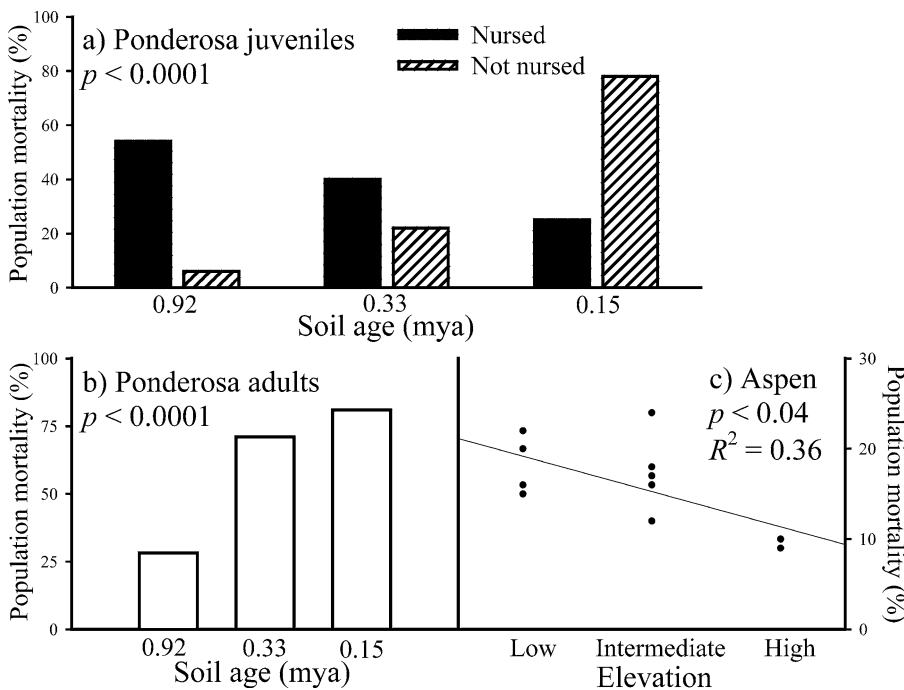 a) Ponderosa juveniles
p < 0.0001
Nursed
Not nursed
Population mortality (%)
100
80
60
40
20
0
0.92 0.33 0.15
Soil age (mya)
b) Ponderosa adults
p < 0.0001
Population mortality (%)
100
75
50
25
0
0.92 0.33 0.15
Soil age (mya)
c) Aspen
p < 0.04
R² = 0.36
30
20
10
0
Population mortality (%)
Low Intermediate High
Elevation